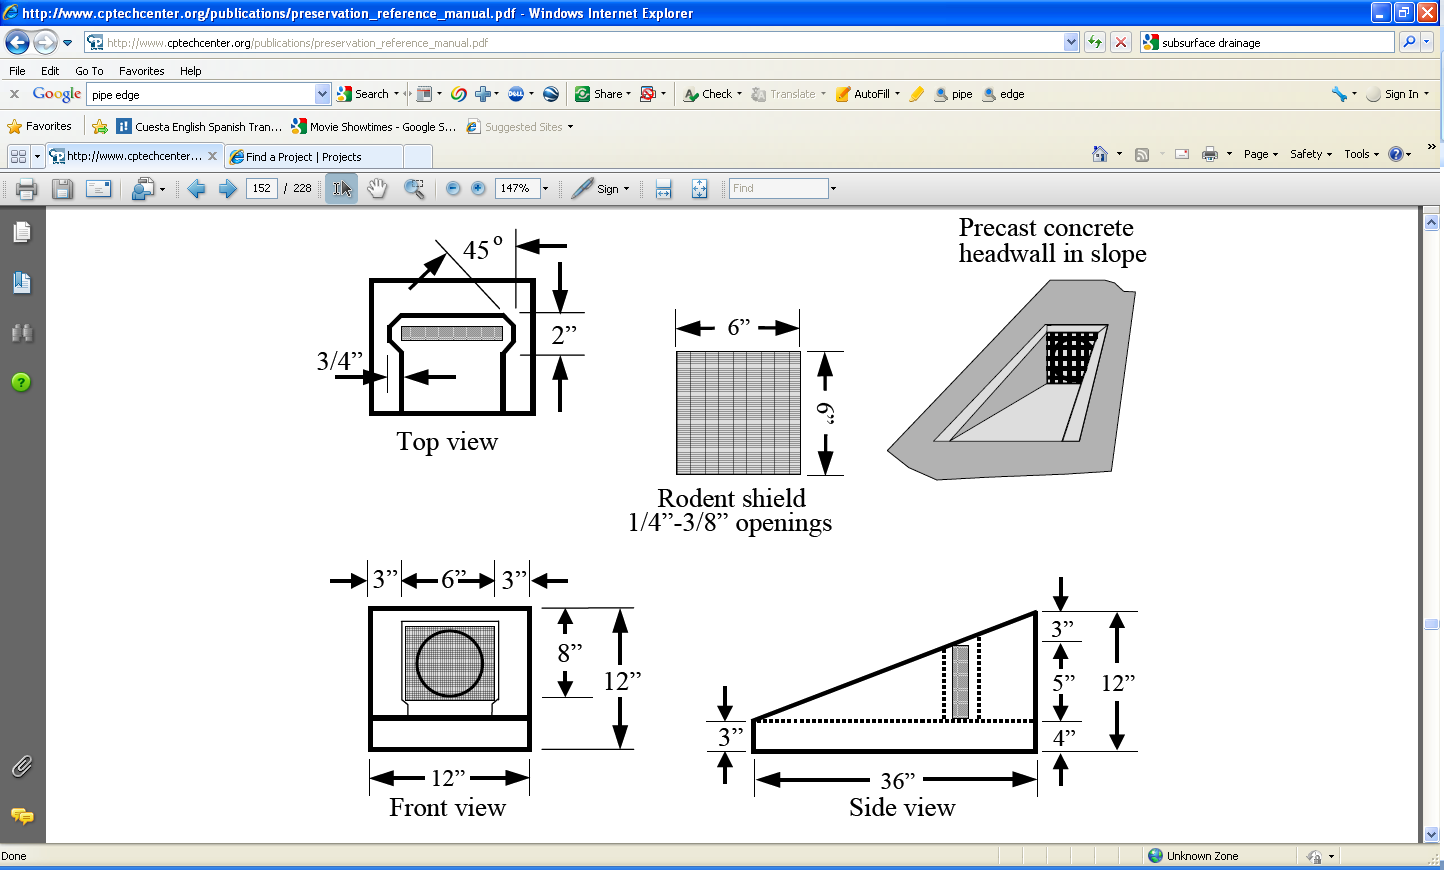 http://www.cptechcenter.org/publications/preservation_reference_manual.pdf - Windows Internet Explorer
http://www.cptechcenter.org/publications/preservation_reference_manual.pdf
subsurface drainage
File Edit Go To Favorites Help
Google pipe edge Search Share Check Translate AutoFill pipe edge Sign In
Favorites Cuesta English Spanish Tran... Movie Showtimes - Google S... Suggested Sites
http://www.cptechcenter... Find a Project | Projects Page Safety Tools
152 / 228 147% Sign Find
Precast concrete
headwall in slope
45°
2”
3/4”
Top view
6”
6”
Rodent shield
1/4”-3/8” openings
3” 6” 3”
8”
12”
12”
Front view
3”
5”
12”
3”
4”
36”
Side view
Done Unknown Zone